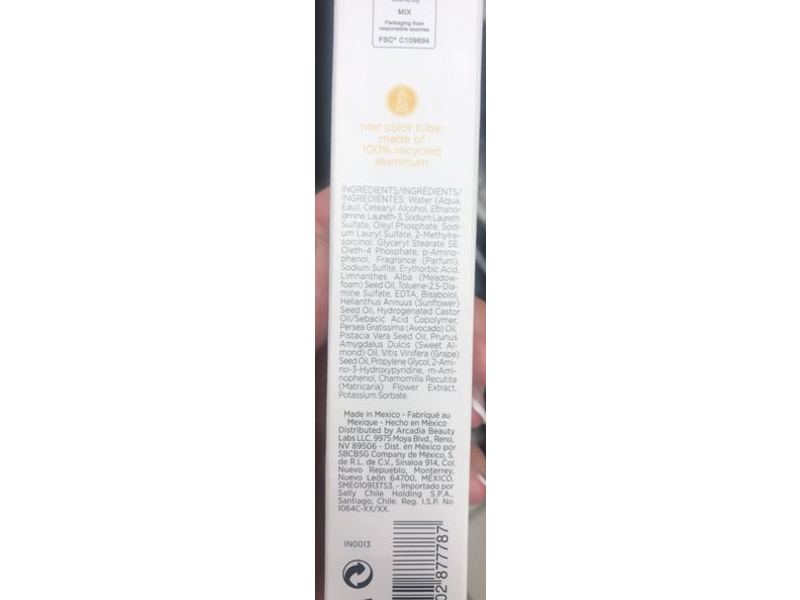 MIX
Packaging from
responsible sources
FSC® C109694
hair color tube
made of
100% recycled
aluminum
INGREDIENTS/INGRÉDIENTS/
INGREDIENTES: Water (Aqua,
Eau), Cetearyl Alcohol, Ethano-
lamine, Laureth-3, Sodium Laureth
Sulfate, Oleyl Phosphate, Sodi-
um Lauryl Sulfate, 2-Methylre-
sorcinol, Glyceryl Stearate SE,
Oleth-4 Phosphate, p-Amino-
phenol, Fragrance (Parfum),
Sodium Sulfite, Erythorbic Acid,
Limnanthes Alba (Meadow-
foam) Seed Oil, Toluene-2,5-Dia-
mine Sulfate, EDTA, Bisabolol,
Helianthus Annuus (Sunflower)
Seed Oil, Hydrogenated Castor
Oil/Sebacic Acid Copolymer,
Persea Gratissima (Avocado) Oil,
Pistacia Vera Seed Oil, Prunus
Amygdalus Dulcis (Sweet Al-
mond) Oil, Vitis Vinifera (Grape)
Seed Oil, Propylene Glycol, 2-Ami-
no-3-Hydroxypyridine, m-Ami-
nophenol, Chamomilla Recutita
(Matricaria) Flower Extract,
Potassium Sorbate.
Made in Mexico - Fabriqué au
Mexique - Hecho en México
Distributed by Arcadia Beauty
Labs LLC, 9975 Moya Blvd., Reno,
NV 89506 - Dist. en México por
SBCBSG Company de México, S.
de R.L. de C.V., Sinaloa 914, Col.
Nuevo Repueblo, Monterrey,
Nuevo León 64700, MÉXICO.
SME010913TS3. - Importado por
Sally Chile Holding S.P.A.,
Santiago, Chile. Reg. I.S.P. No
1064C-XX/XX.
IN0013
02 877787